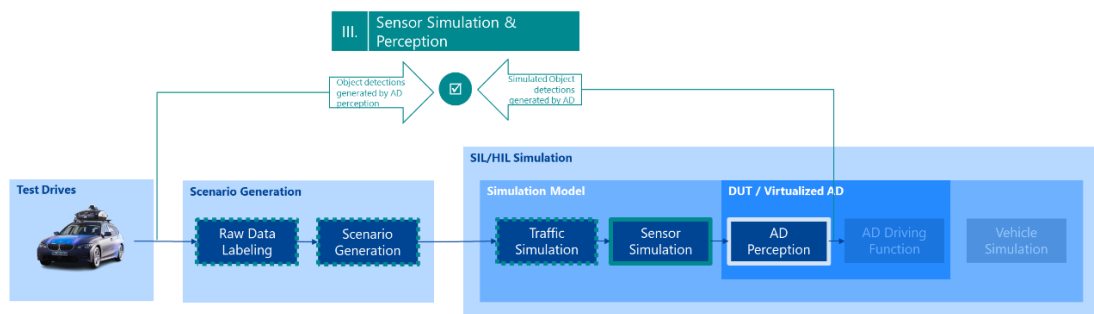 III.
Sensor Simulation &
Perception
Object detections
generated by AD
perception
Simulated Object
detections
generated by AD
SIL/HIL Simulation
Test Drives
Scenario Generation
Simulation Model
DUT / Virtualized AD
Raw Data
Labeling
Scenario
Generation
Traffic
Simulation
Sensor
Simulation
AD
Perception
AD Driving
Function
Vehicle
Simulation